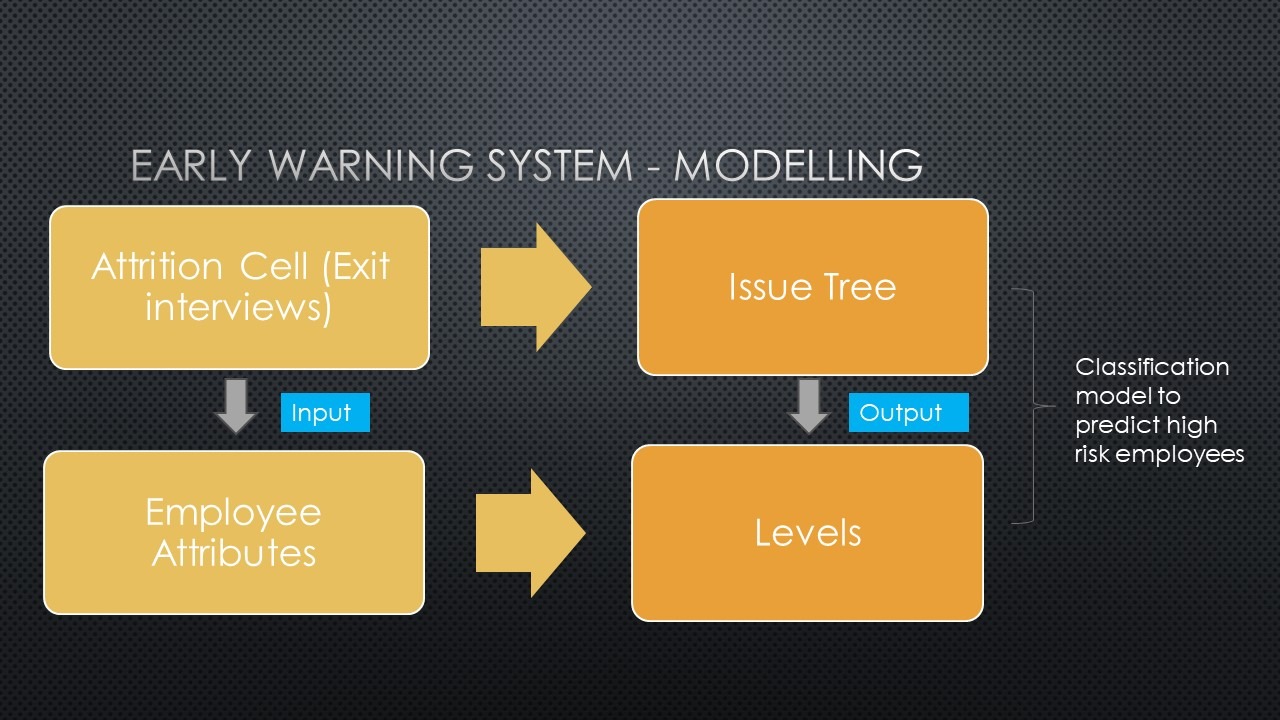 EARLY WARNING SYSTEM - MODELLING
Attrition Cell (Exit
interviews)
Issue Tree
Input
Output
Classification
model to
predict high
risk employees
Employee
Attributes
Levels